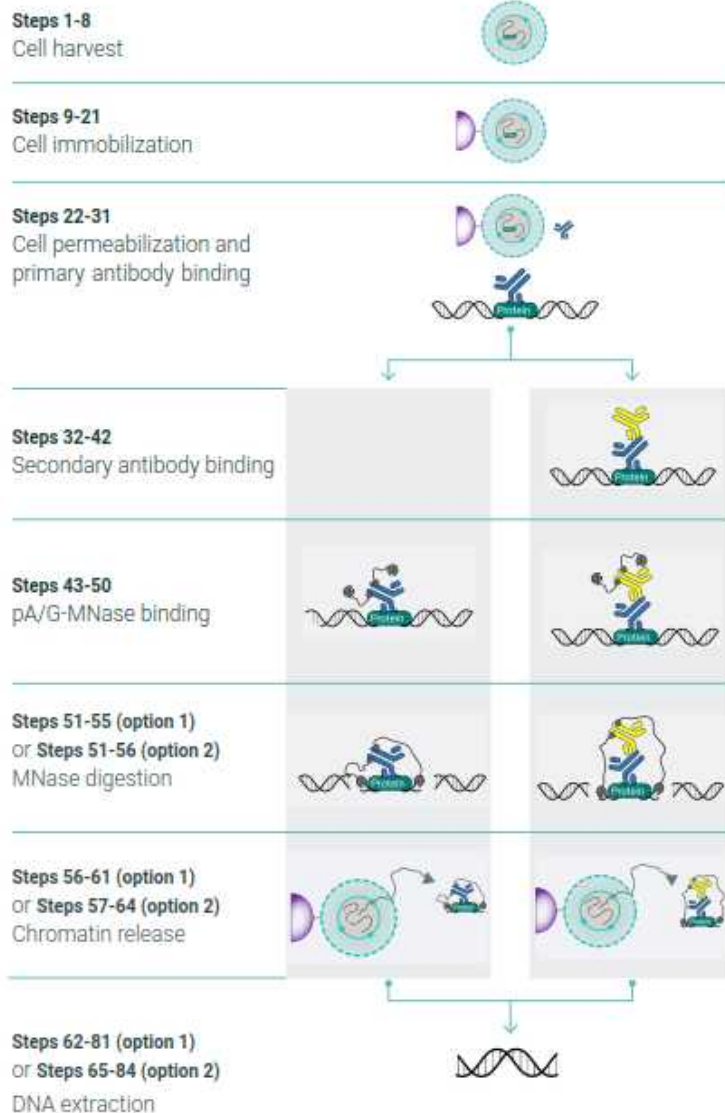 Steps 1-8
Cell harvest
Steps 9-21
Cell immobilization
Steps 22-31
Cell permeabilization and
primary antibody binding
Protein
Steps 32-42
Secondary antibody binding
Protein
Steps 43-50
pA/G-MNase binding
Protein
Protein
Steps 51-55 (option 1)
or Steps 51-56 (option 2)
MNase digestion
Protein
Protein
Steps 56-61 (option 1)
or Steps 57-64 (option 2)
Chromatin release
Steps 62-81 (option 1)
or Steps 65-84 (option 2)
DNA extraction